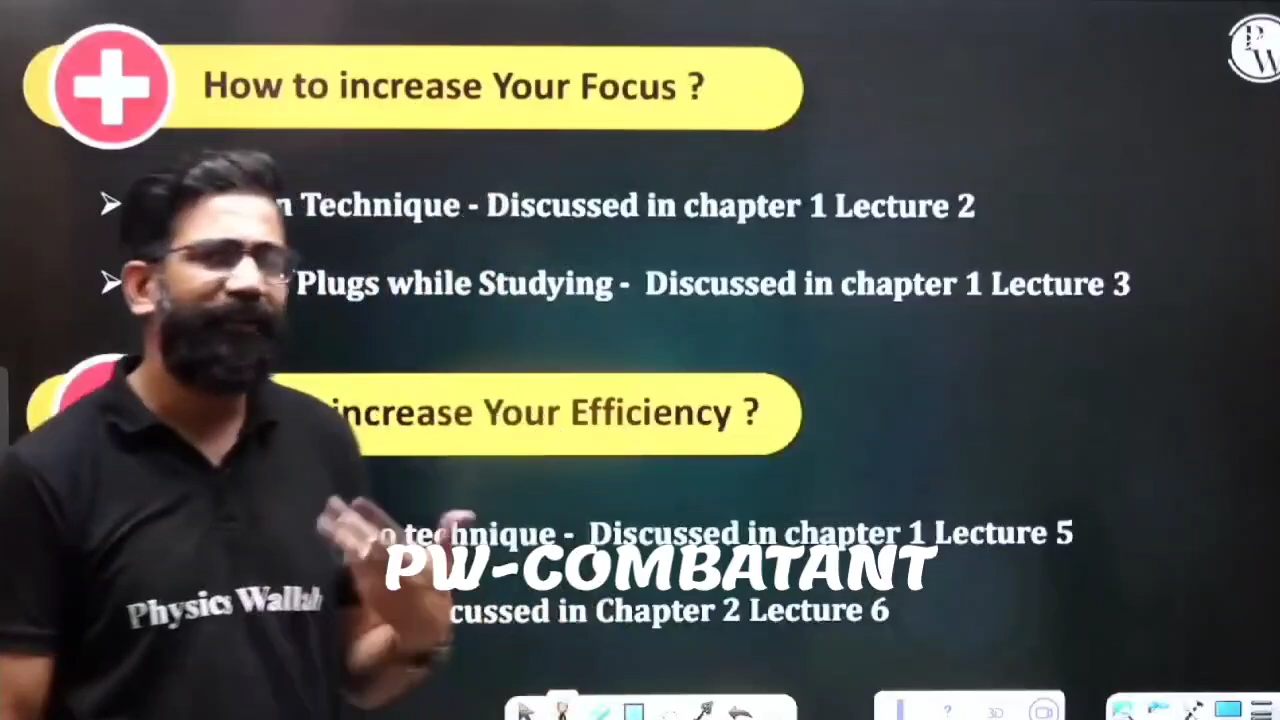 How to increase Your Focus ?
PW
n Technique - Discussed in chapter 1 Lecture 2
Plugs while Studying - Discussed in chapter 1 Lecture 3
increase Your Efficiency ?
o technique - Discussed in chapter 1 Lecture 5
PW-COMBATANT
cussed in Chapter 2 Lecture 6
Physics Wallah
? 3D